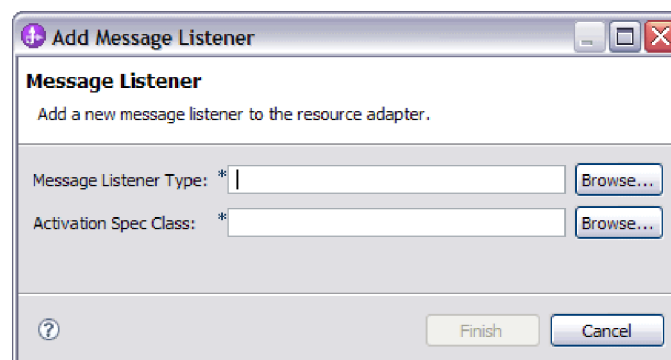 Add Message Listener
Message Listener
Add a new message listener to the resource adapter.
Message Listener Type: *
Browse...
Activation Spec Class: *
Browse...
?
Finish
Cancel